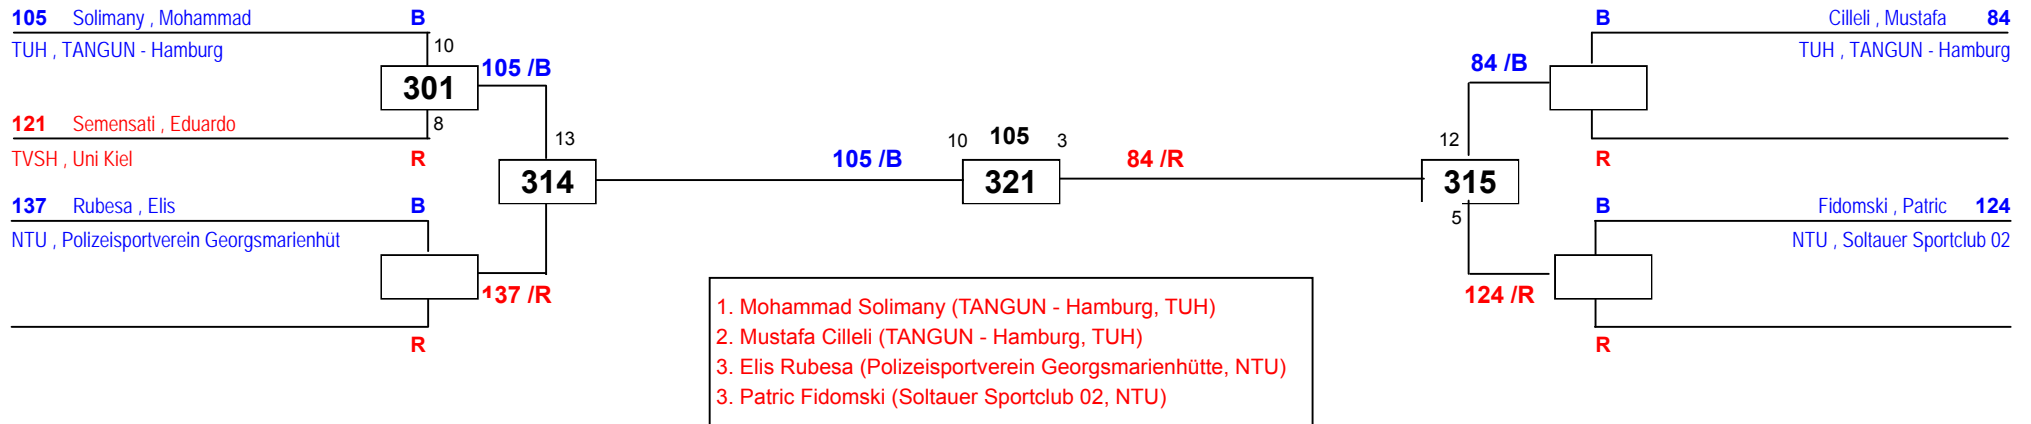 105 Solimany , Mohammad B
TUH , TANGUN - Hamburg
10
301
105 /B
8
121 Semensati , Eduardo
TVSH , Uni Kiel R
13
314
137 Rubesa , Elis B
NTU , Polizeisportverein Georgsmarienhüt
137 /R
R
105 /B
10 105 3
321
84 /R
B Cilleli , Mustafa 84
TUH , TANGUN - Hamburg
84 /B
12
315
5
R
B Fidomski , Patric 124
NTU , Soltauer Sportclub 02
124 /R
R
1. Mohammad Solimany (TANGUN - Hamburg, TUH)
2. Mustafa Cilleli (TANGUN - Hamburg, TUH)
3. Elis Rubesa (Polizeisportverein Georgsmarienhütte, NTU)
3. Patric Fidomski (Soltauer Sportclub 02, NTU)